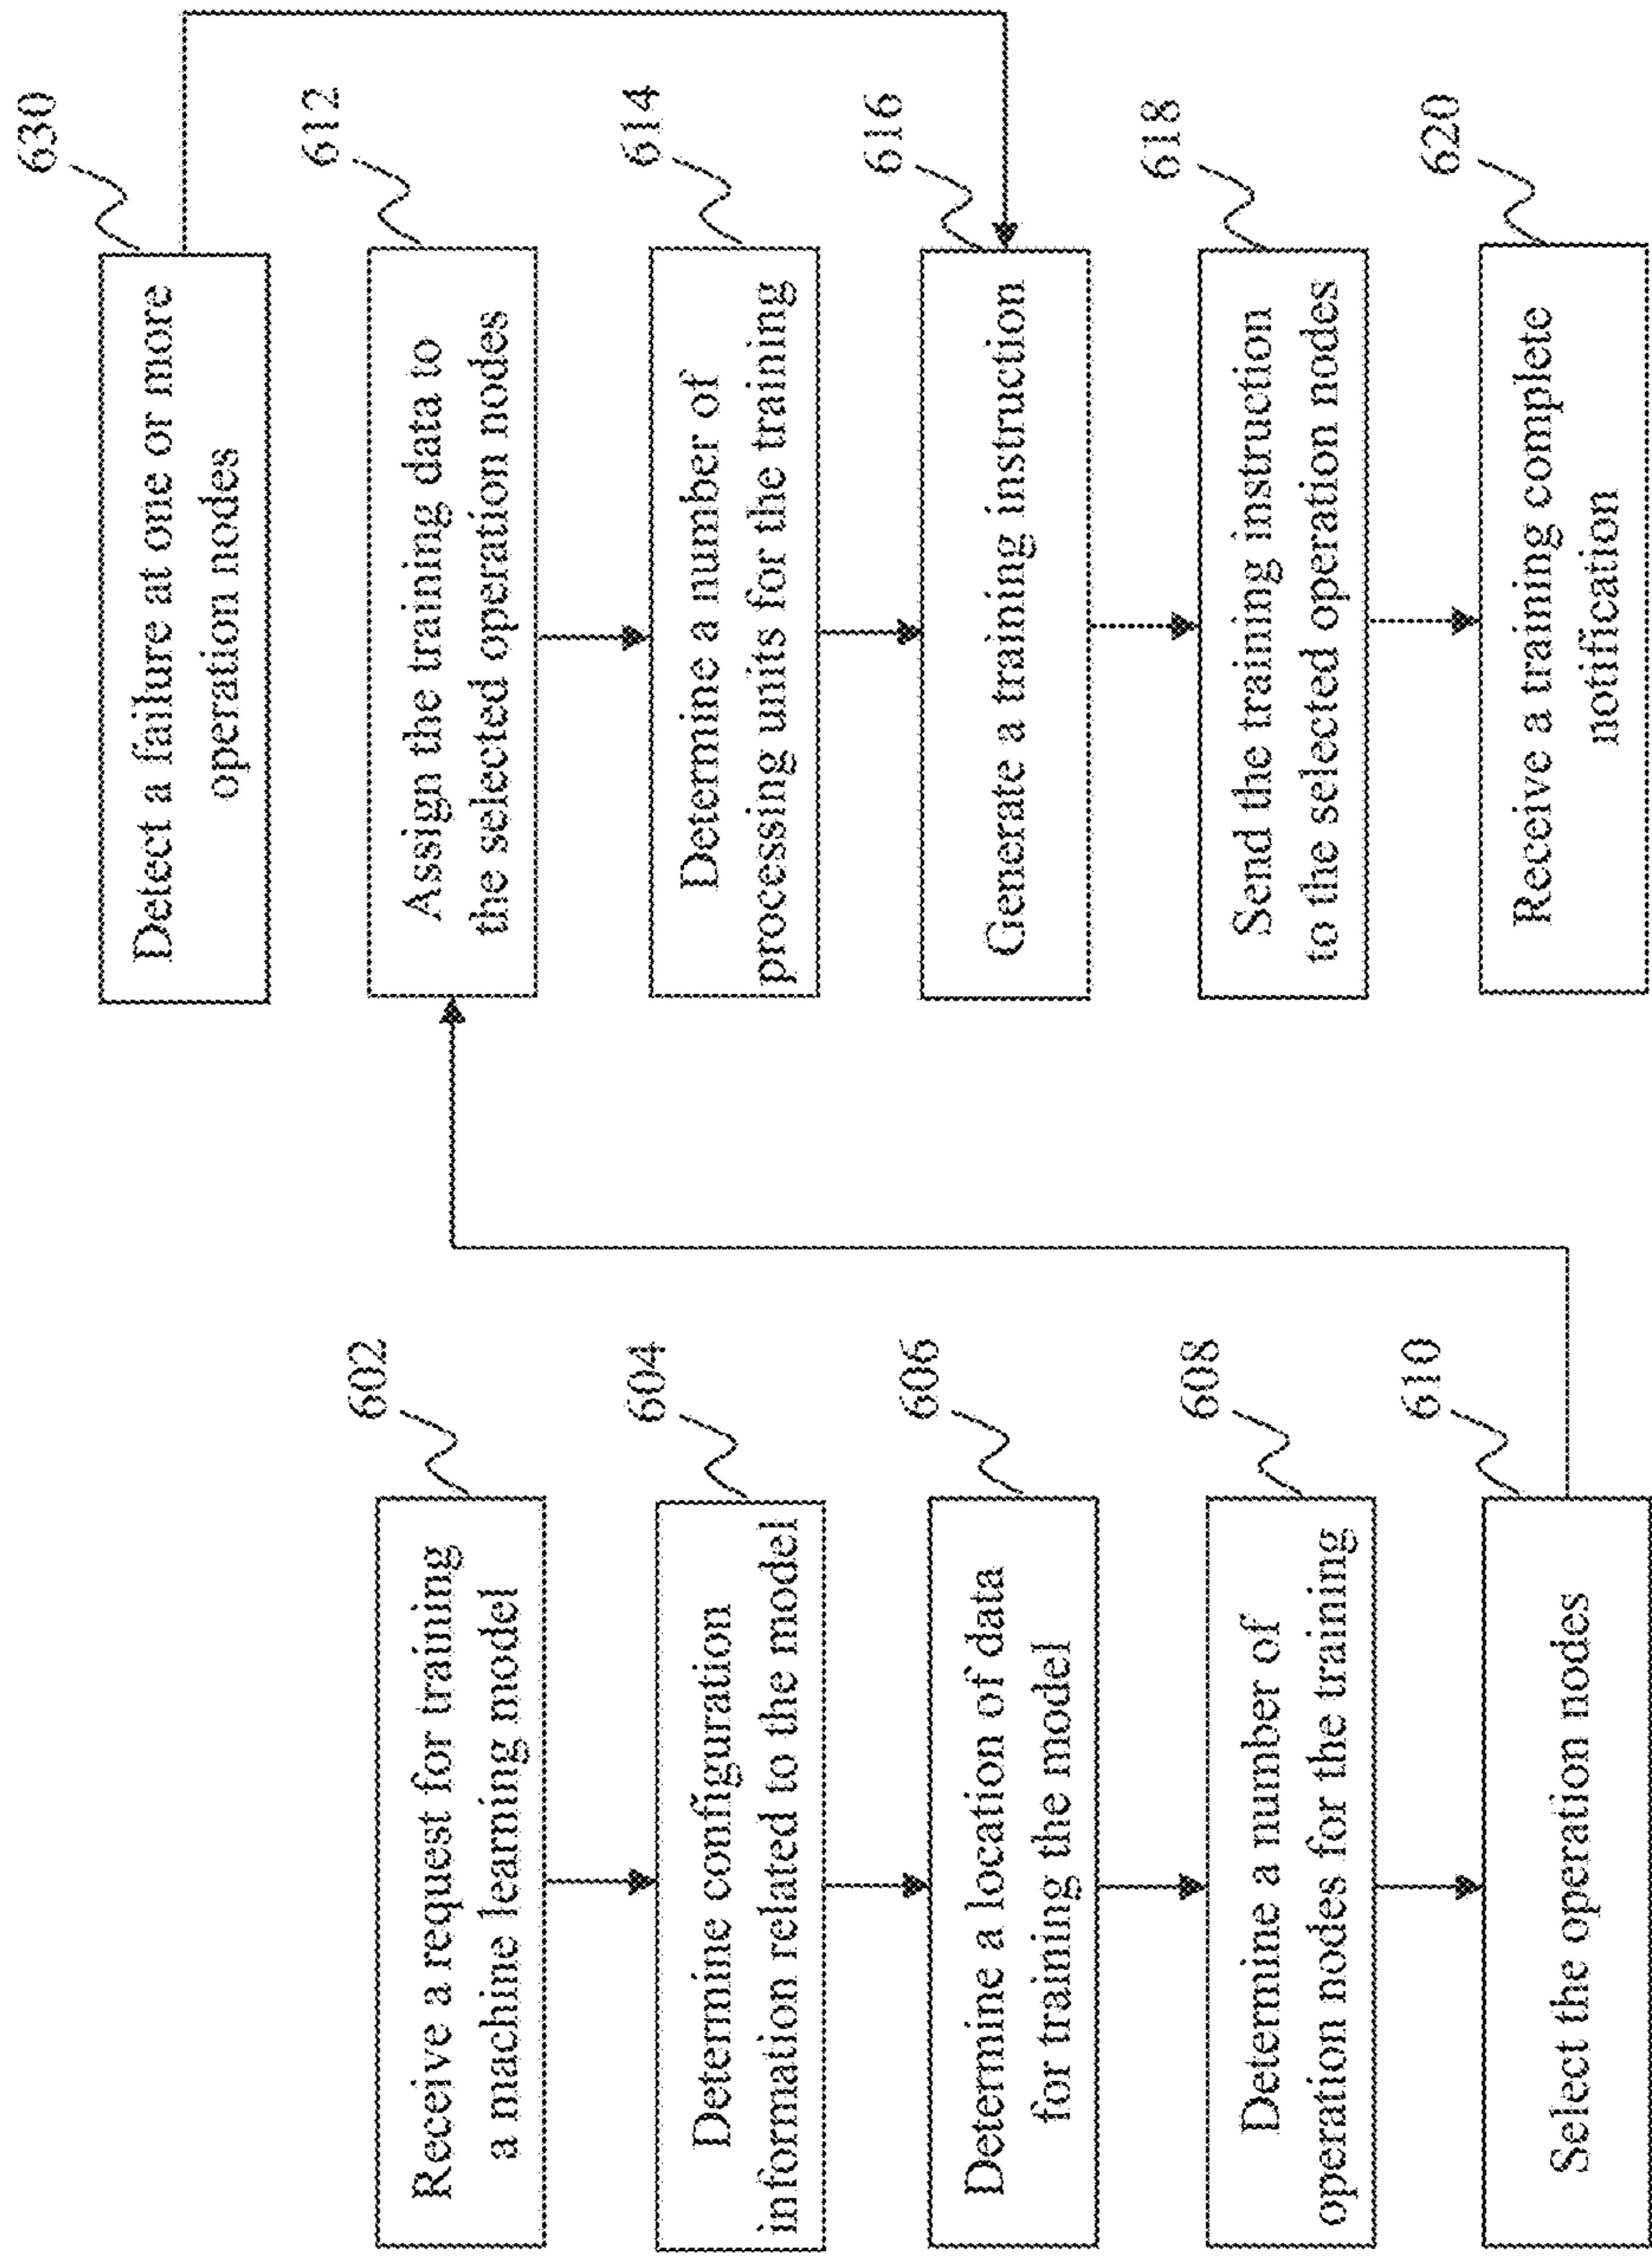 602
Receive a request for training
a machine learning model
604
Determine configuration
information related to the model
606
Determine a location of data
for training the model
608
Determine a number of
operation nodes for the training
610
Select the operation nodes
630
Detect a failure at one or more
operation nodes
612
Assign the training data to
the selected operation nodes
614
Determine a number of
processing units for the training
616
Generate a training instruction
618
Send the training instruction
to the selected operation nodes
620
Receive a training complete
notification